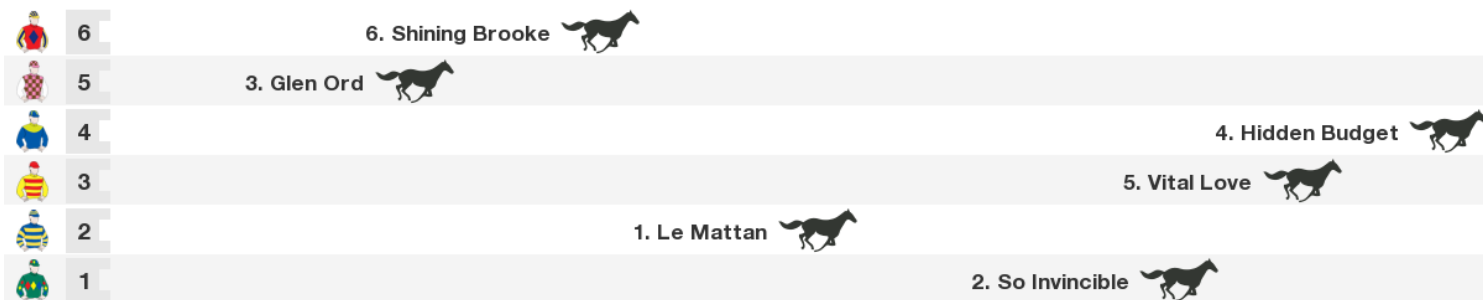 6 6. Shining Brooke
5 3. Glen Ord
4 4. Hidden Budget
3 5. Vital Love
2 1. Le Mattan
1 2. So Invincible